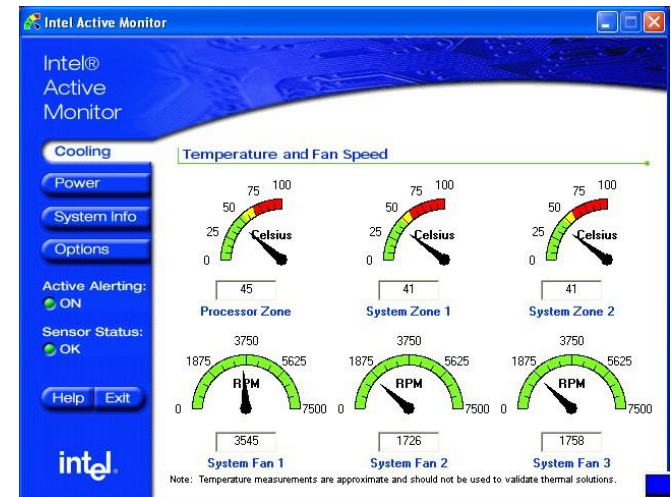 Intel Active Monitor
Intel®
Active
Monitor
Cooling
Power
System Info
Options
Active Alerting:
ON
Sensor Status:
OK
Help Exit
intel.
Temperature and Fan Speed
0 25 50 75 100
Celsius
45
Processor Zone
0 25 50 75 100
Celsius
41
System Zone 1
0 25 50 75 100
Celsius
41
System Zone 2
0 1875 3750 5625 7500
RPM
3545
System Fan 1
0 1875 3750 5625 7500
RPM
1726
System Fan 2
0 1875 3750 5625 7500
RPM
1758
System Fan 3
Note: Temperature measurements are approximate and should not be used to validate thermal solutions.